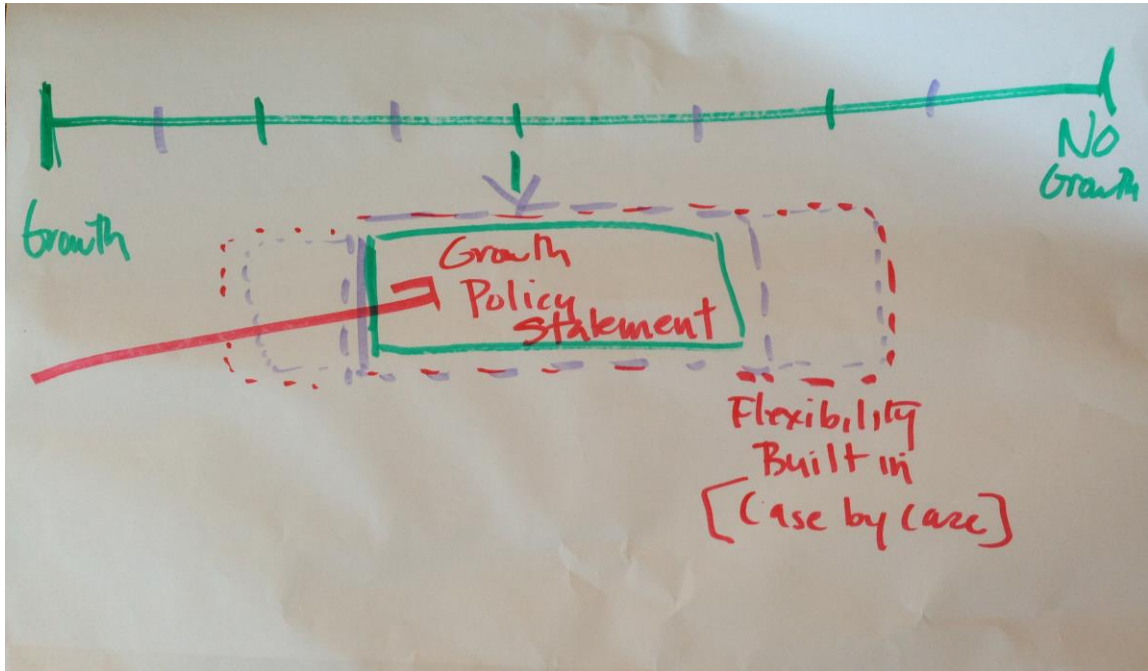 Growth
No
Growth
Growth
Policy
Statement
Flexibility
Built in
[Case by Case]